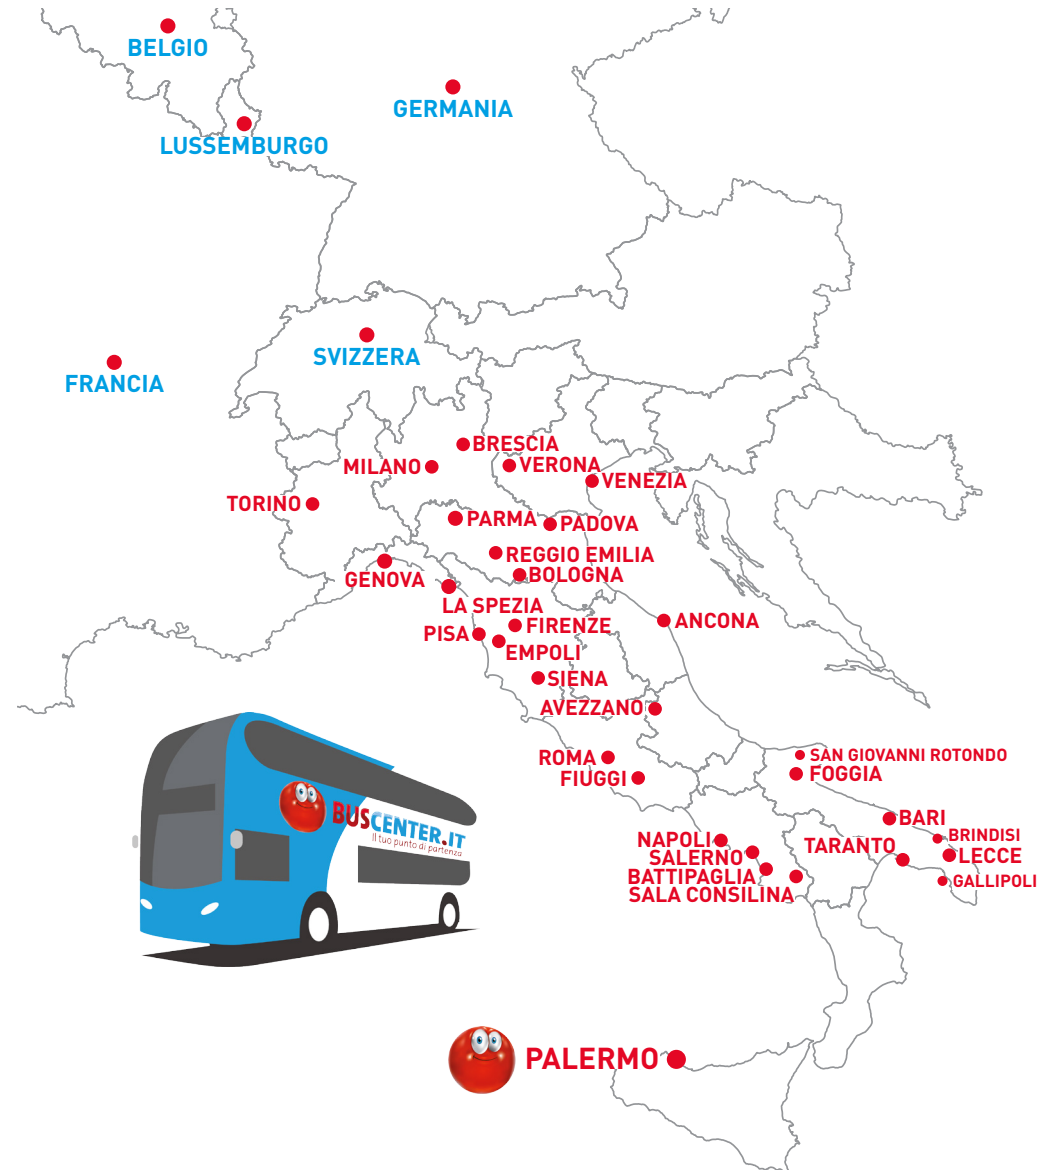 BELGIO
GERMANIA
LUSSEMBURGO
SVIZZERA
FRANCIA
BRESCIA
MILANO
VERONA
VENEZIA
TORINO
PARMA
PADOVA
REGGIO EMILIA
GENOVA
BOLOGNA
LA SPEZIA
ANCONA
PISA
FIRENZE
EMPOLI
SIENA
AVEZZANO
ROMA
SAN GIOVANNI ROTONDO
FIUGGI
FOGGIA
BUSCENTER.IT
Il tuo punto di partenza
BARI
NAPOLI
BRINDISI
TARANTO
SALERNO
LECCE
BATTIPAGLIA
GALLIPOLI
SALA CONSILINA
PALERMO